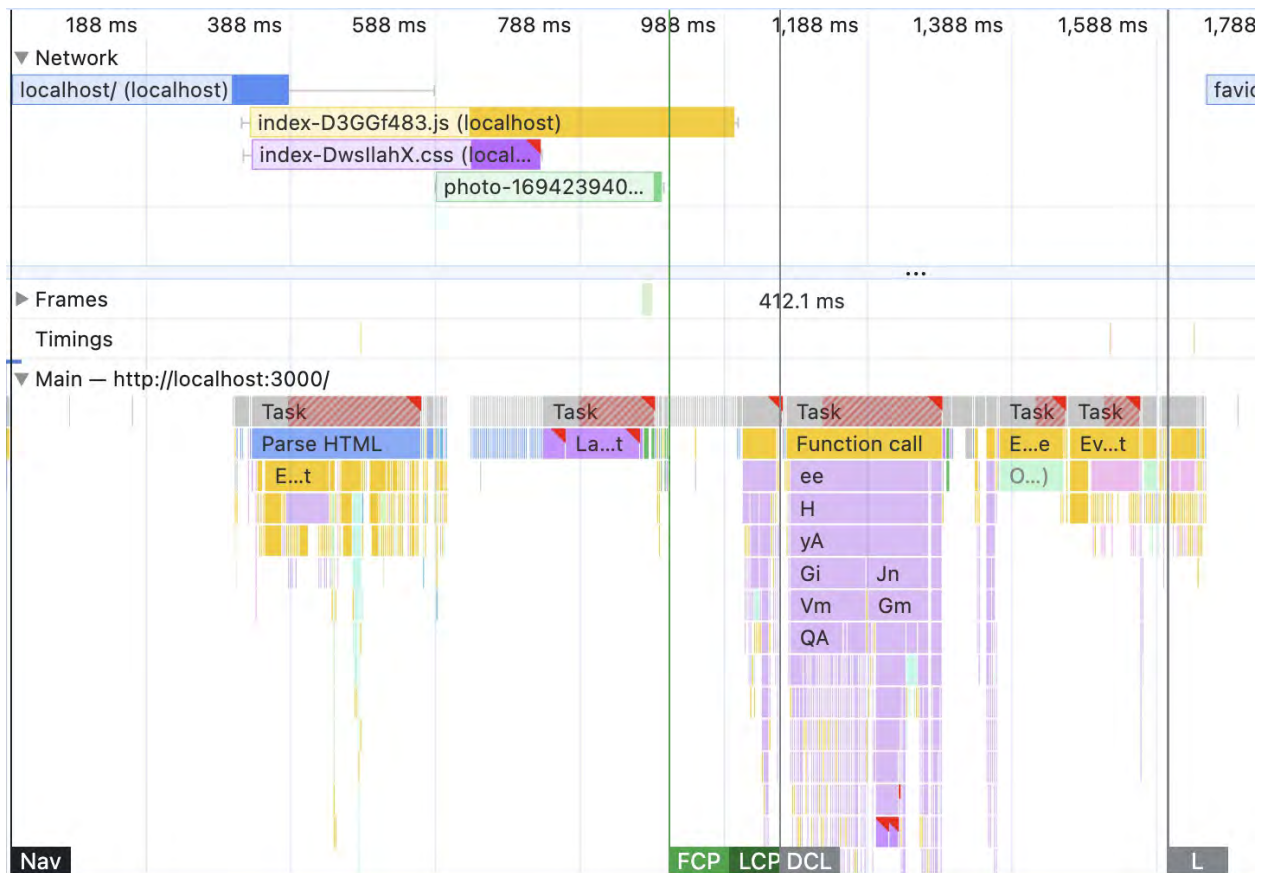 188 ms 388 ms 588 ms 788 ms 988 ms 1,188 ms 1,388 ms 1,588 ms 1,788
Network
localhost/ (localhost) favic
index-D3GGf483.js (localhost)
index-DwsIlahX.css (local...
photo-169423940...
...
Frames 412.1 ms
Timings
Main — http://localhost:3000/
Task Task Task Task Task
Parse HTML La...t Function call E...e Ev...t
E...t ee O...)
H
yA
Gi Jn
Vm Gm
QA
Nav FCP LCP DCL L